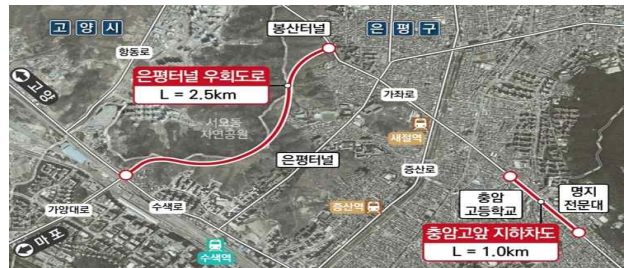 고양시
봉산터널
은평구
항동로
고양
은평터널 우회도로
L = 2.5km
가좌로
서오릉
자연공원
새절역
은평터널
증산로
충암
고등학교
명지
전문대
가양대로
수색로
증산역
충암고앞 지하차도
L = 1.0km
마포
수색역